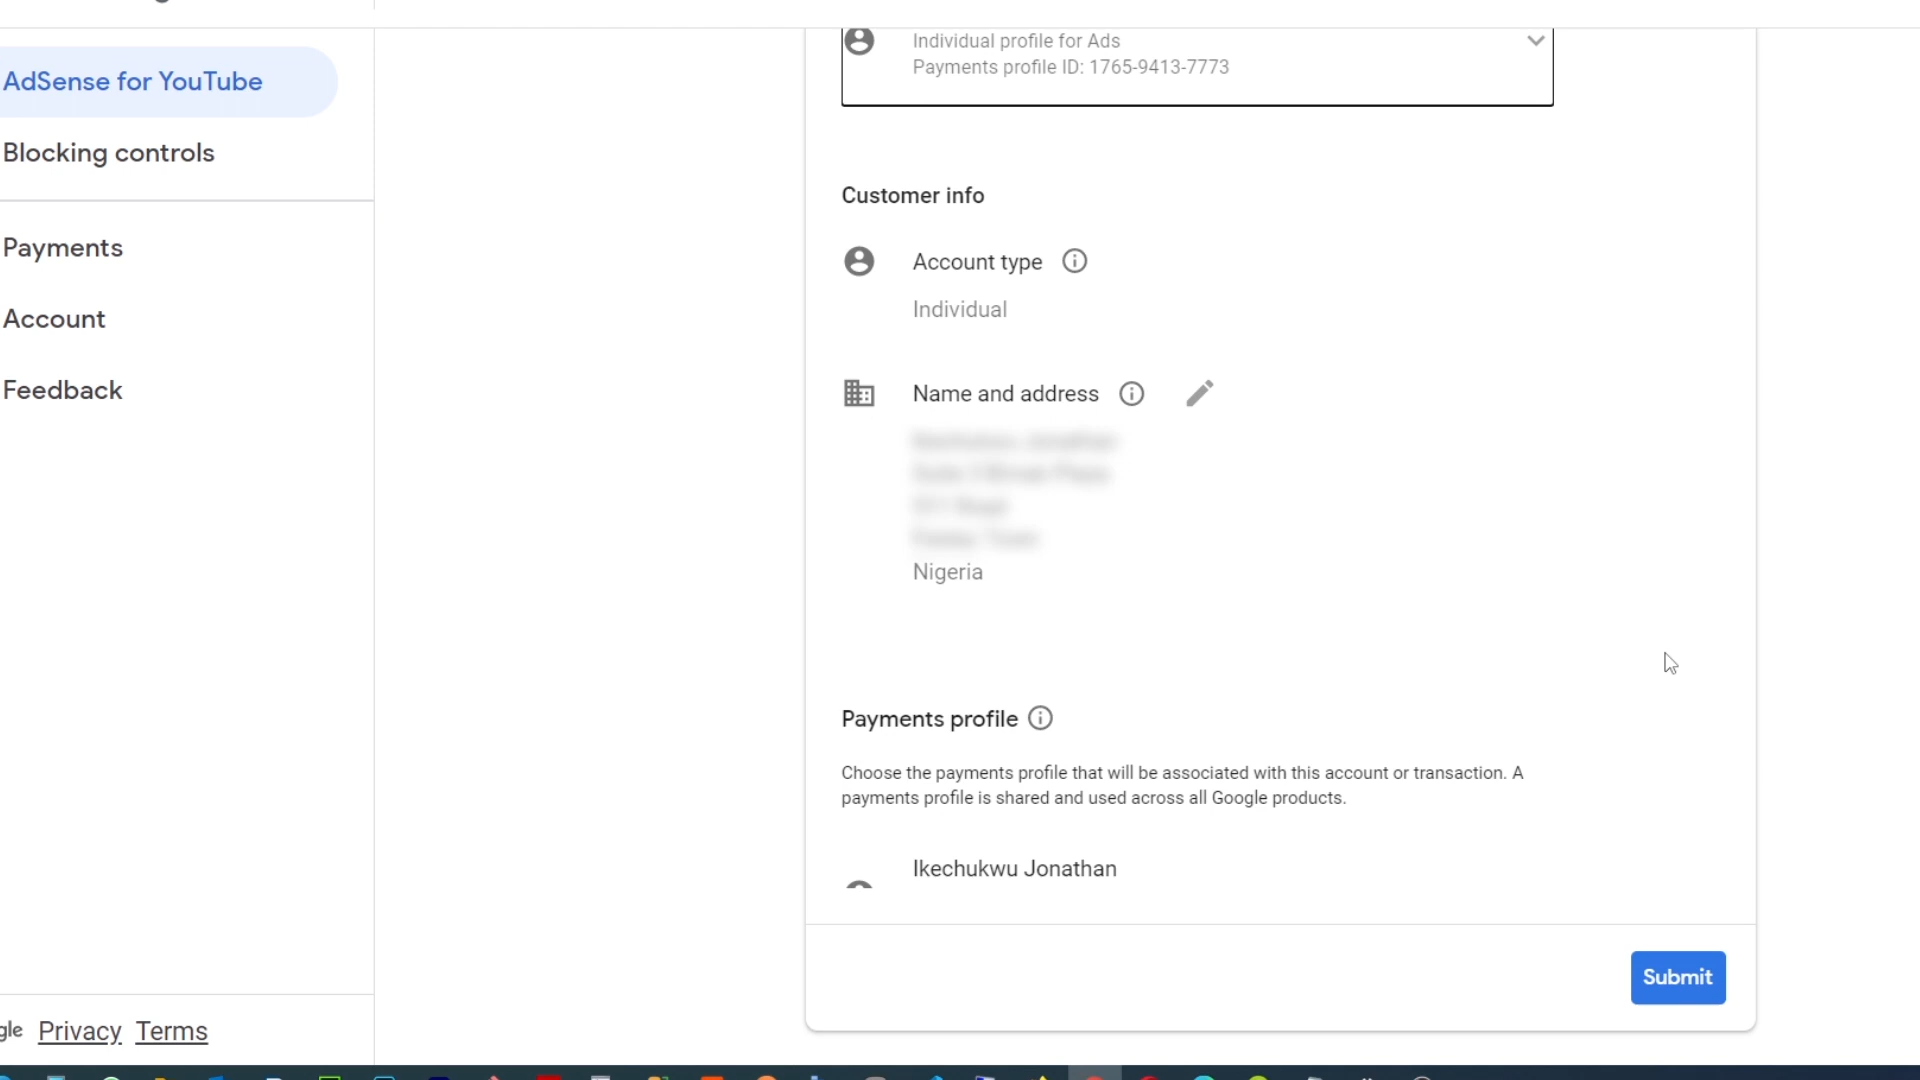 AdSense for YouTube
Blocking controls
Payments
Account
Feedback
gle Privacy Terms
Individual profile for Ads
Payments profile ID: 1765-9413-7773
Customer info
Account type
Individual
Name and address
Nigeria
Payments profile
Choose the payments profile that will be associated with this account or transaction. A
payments profile is shared and used across all Google products.
Ikechukwu Jonathan
Submit